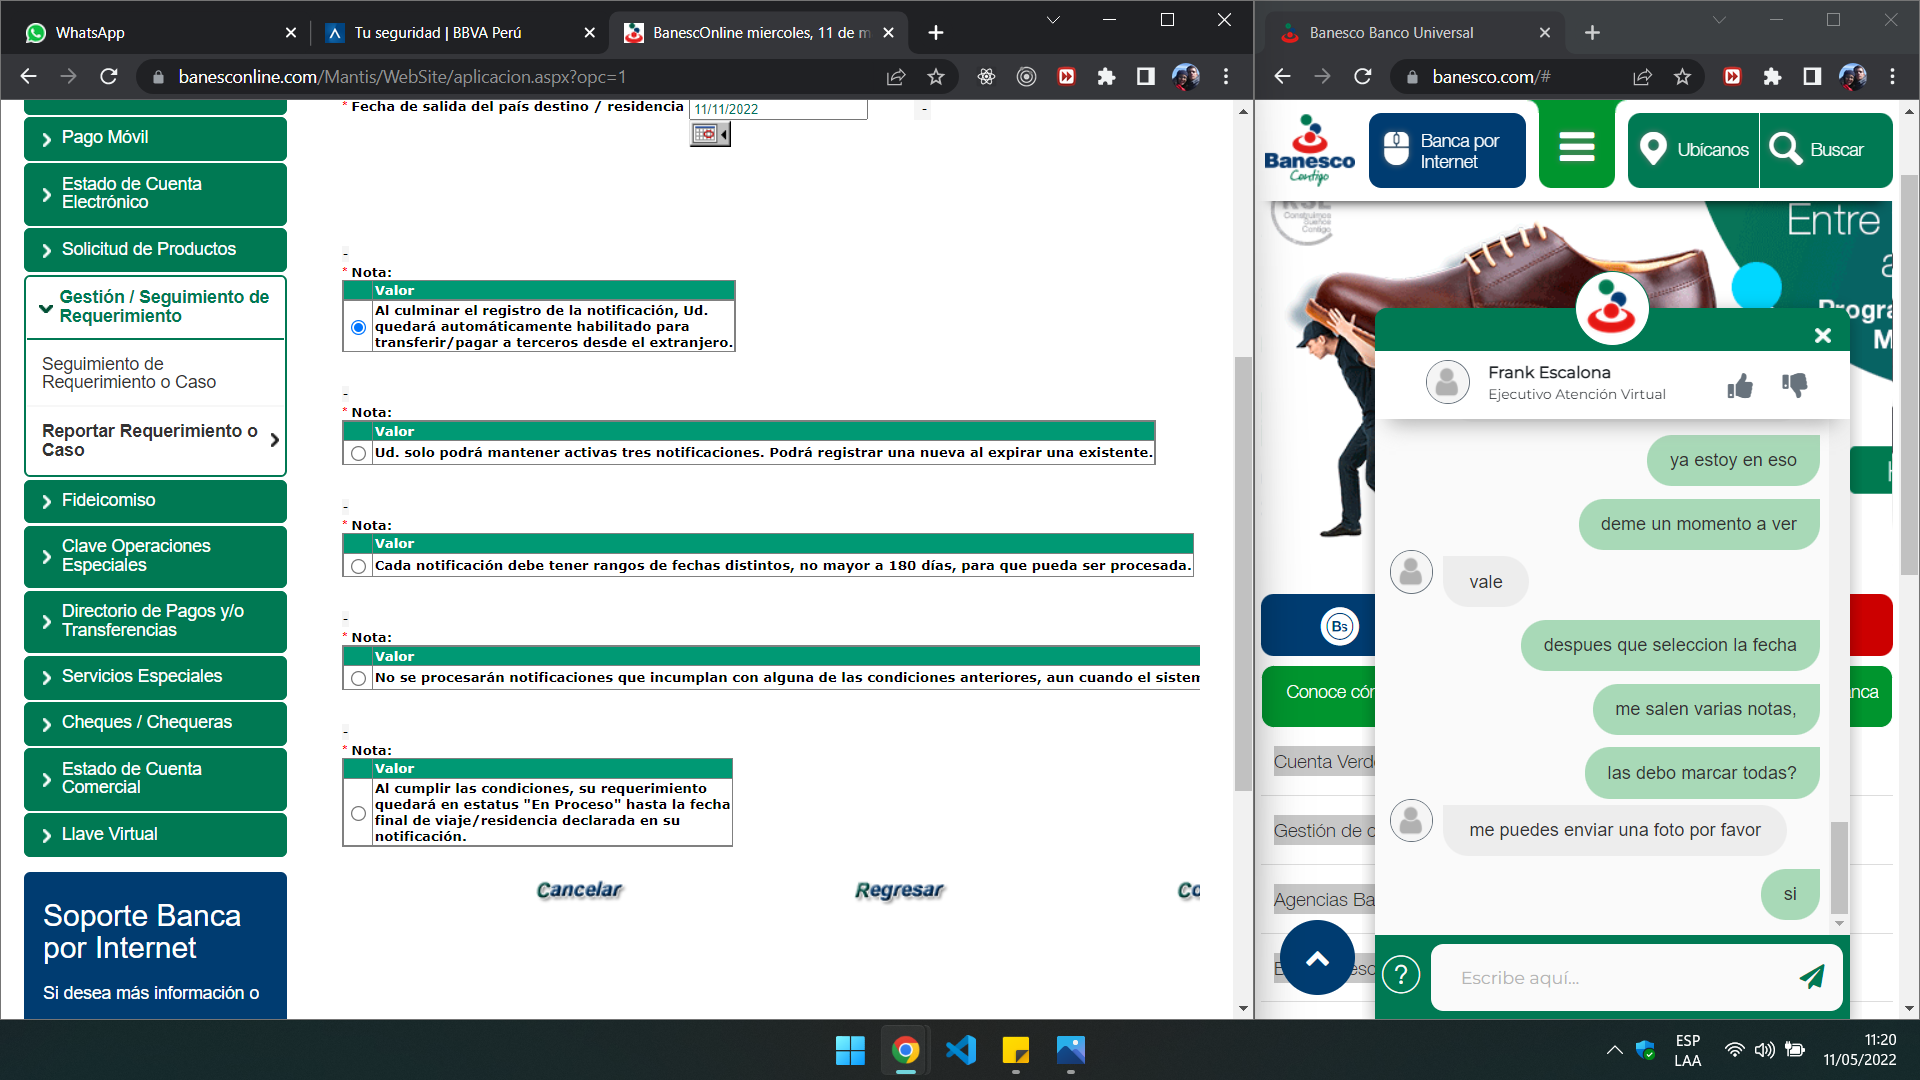 WhatsApp
Tu seguridad | BBVA Perú
BanescOnline miercoles, 11 de m
banesconline.com/Mantis/WebSite/aplicacion.aspx?opc=1
* Fecha de salida del país destino / residencia
11/11/2022
-
Pago Móvil
Estado de Cuenta
Electrónico
Solicitud de Productos
Gestión / Seguimiento de
Requerimiento
Seguimiento de
Requerimiento o Caso
Reportar Requerimiento o
Caso
Fideicomiso
Clave Operaciones
Especiales
Directorio de Pagos y/o
Transferencias
Servicios Especiales
Cheques / Chequeras
Estado de Cuenta
Comercial
Llave Virtual
Soporte Banca
por Internet
Si desea más información o
-
* Nota:
Valor
Al culminar el registro de la notificación, Ud.
quedará automáticamente habilitado para
transferir/pagar a terceros desde el extranjero.
-
* Nota:
Valor
Ud. solo podrá mantener activas tres notificaciones. Podrá registrar una nueva al expirar una existente.
-
* Nota:
Valor
Cada notificación debe tener rangos de fechas distintos, no mayor a 180 días, para que pueda ser procesada.
-
* Nota:
Valor
No se procesarán notificaciones que incumplan con alguna de las condiciones anteriores, aun cuando el sistem
-
* Nota:
Valor
Al cumplir las condiciones, su requerimiento
quedará en estatus "En Proceso" hasta la fecha
final de viaje/residencia declarada en su
notificación.
Cancelar
Regresar
Co
Banesco Banco Universal
banesco.com/#
Banesco
Contigo
Banca por
Internet
Ubícanos
Buscar
RSE
Construimos
Sueños
Contigo
Entre
a
Progra
M
Frank Escalona
Ejecutivo Atención Virtual
ya estoy en eso
deme un momento a ver
vale
despues que seleccion la fecha
me salen varias notas,
las debo marcar todas?
me puedes enviar una foto por favor
si
?
Escribe aquí...
Bs
Conoce cóm
nca
Cuenta Verd
Gestión de c
Agencias Ba
ESP
LAA
11:20
11/05/2022